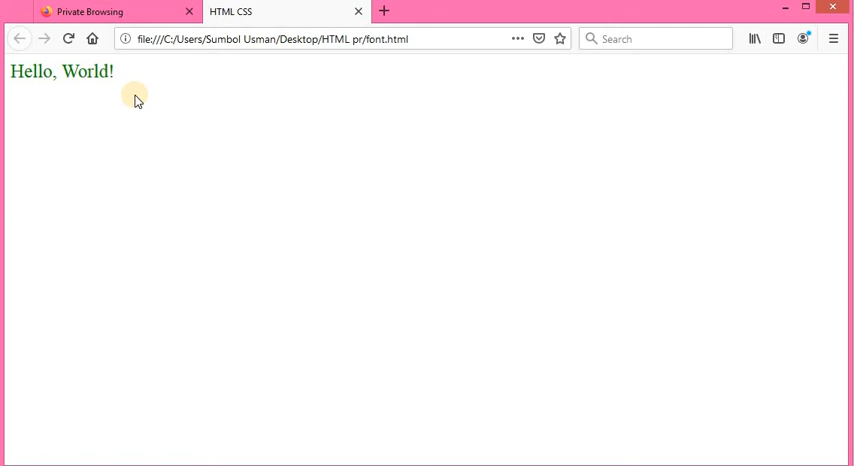 Private Browsing
HTML CSS
file:///C:/Users/Sumbol Usman/Desktop/HTML pr/font.html
Search
Hello, World!